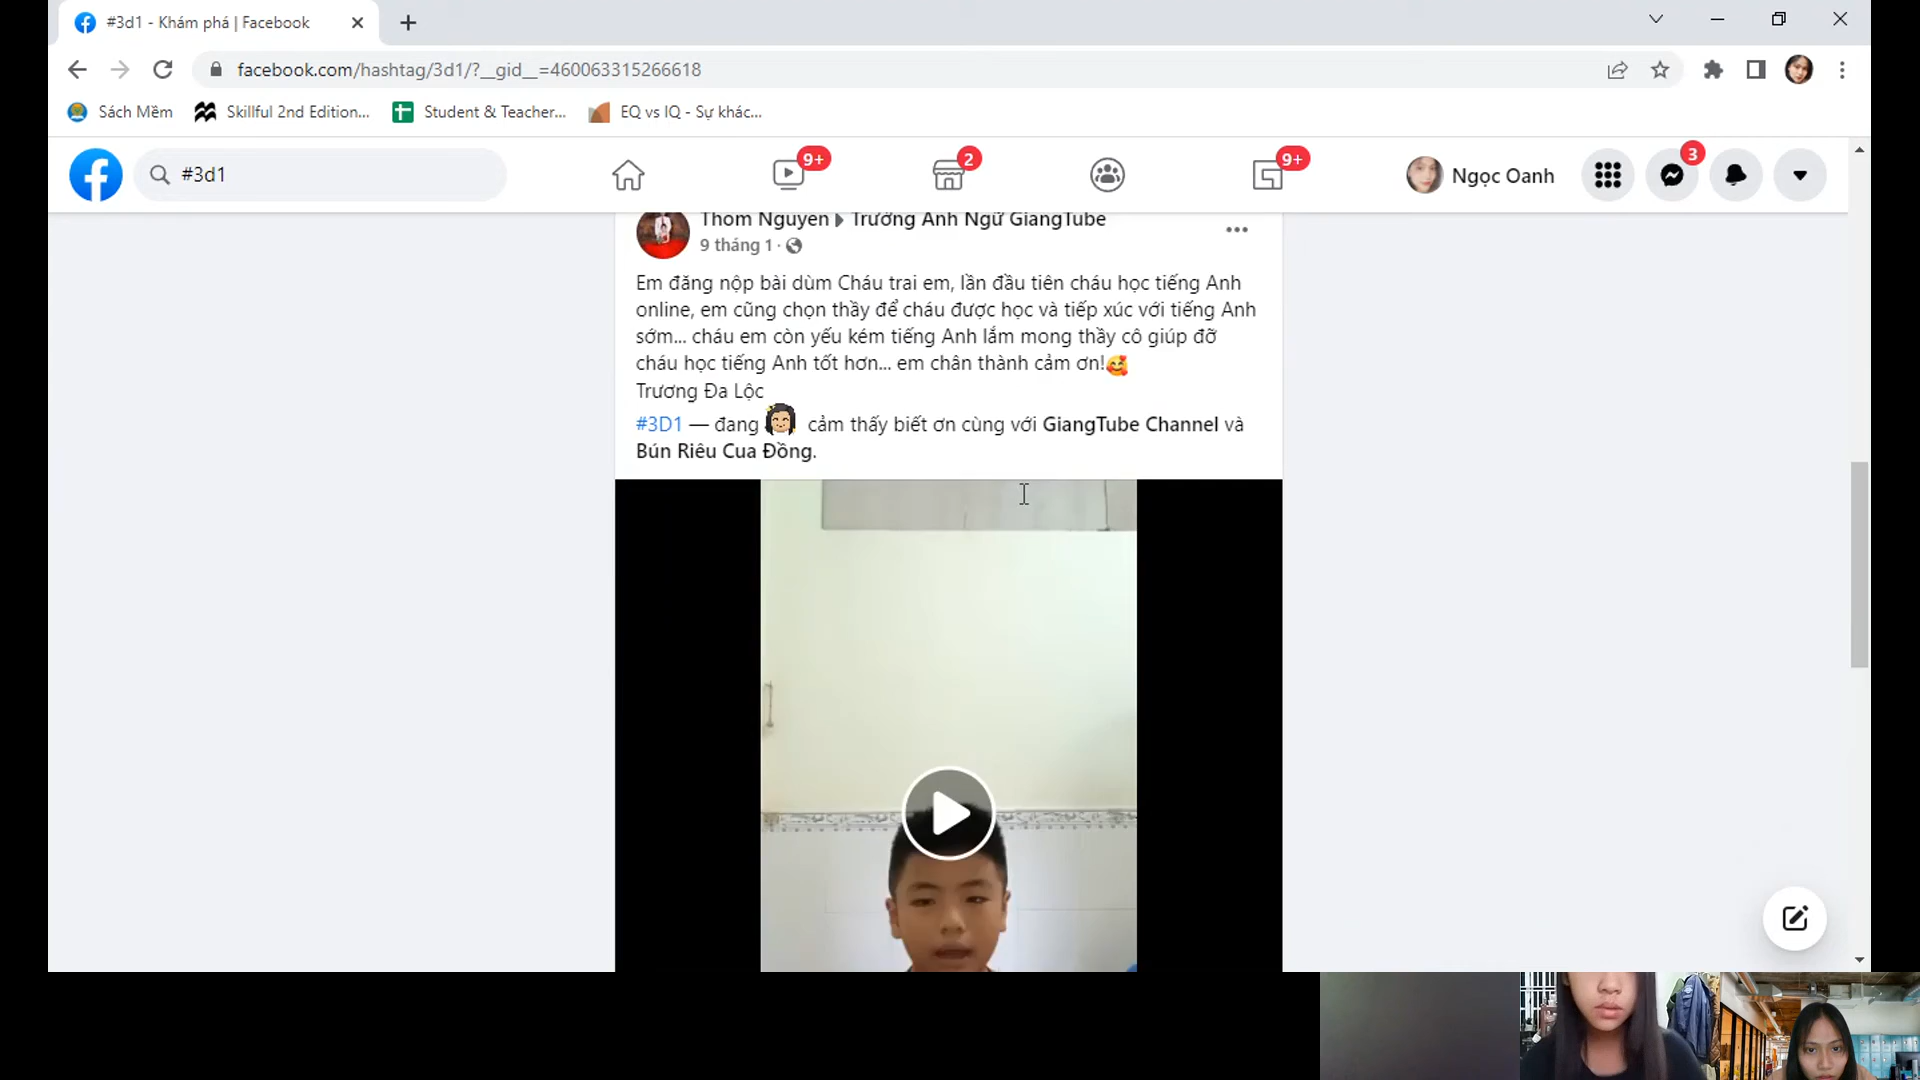 #3d1 - Khám phá | Facebook
facebook.com/hashtag/3d1/?__gid__=460063315266618
Sách Mềm
Skillful 2nd Edition...
Student & Teacher...
EQ vs IQ - Sự khác...
#3d1
9+
2
9+
Ngọc Oanh
3
Thom Nguyen Trường Anh Ngữ GiangTube
9 tháng 1 ·
Em đăng nộp bài dùm Cháu trai em, lần đầu tiên cháu học tiếng Anh
online, em cũng chọn thầy để cháu được học và tiếp xúc với tiếng Anh
sớm... cháu em còn yếu kém tiếng Anh lắm mong thầy cô giúp đỡ
cháu học tiếng Anh tốt hơn... em chân thành cảm ơn!🥰
Trương Đa Lộc
#3D1 — đang cảm thấy biết ơn cùng với GiangTube Channel và
Bún Riêu Cua Đồng.